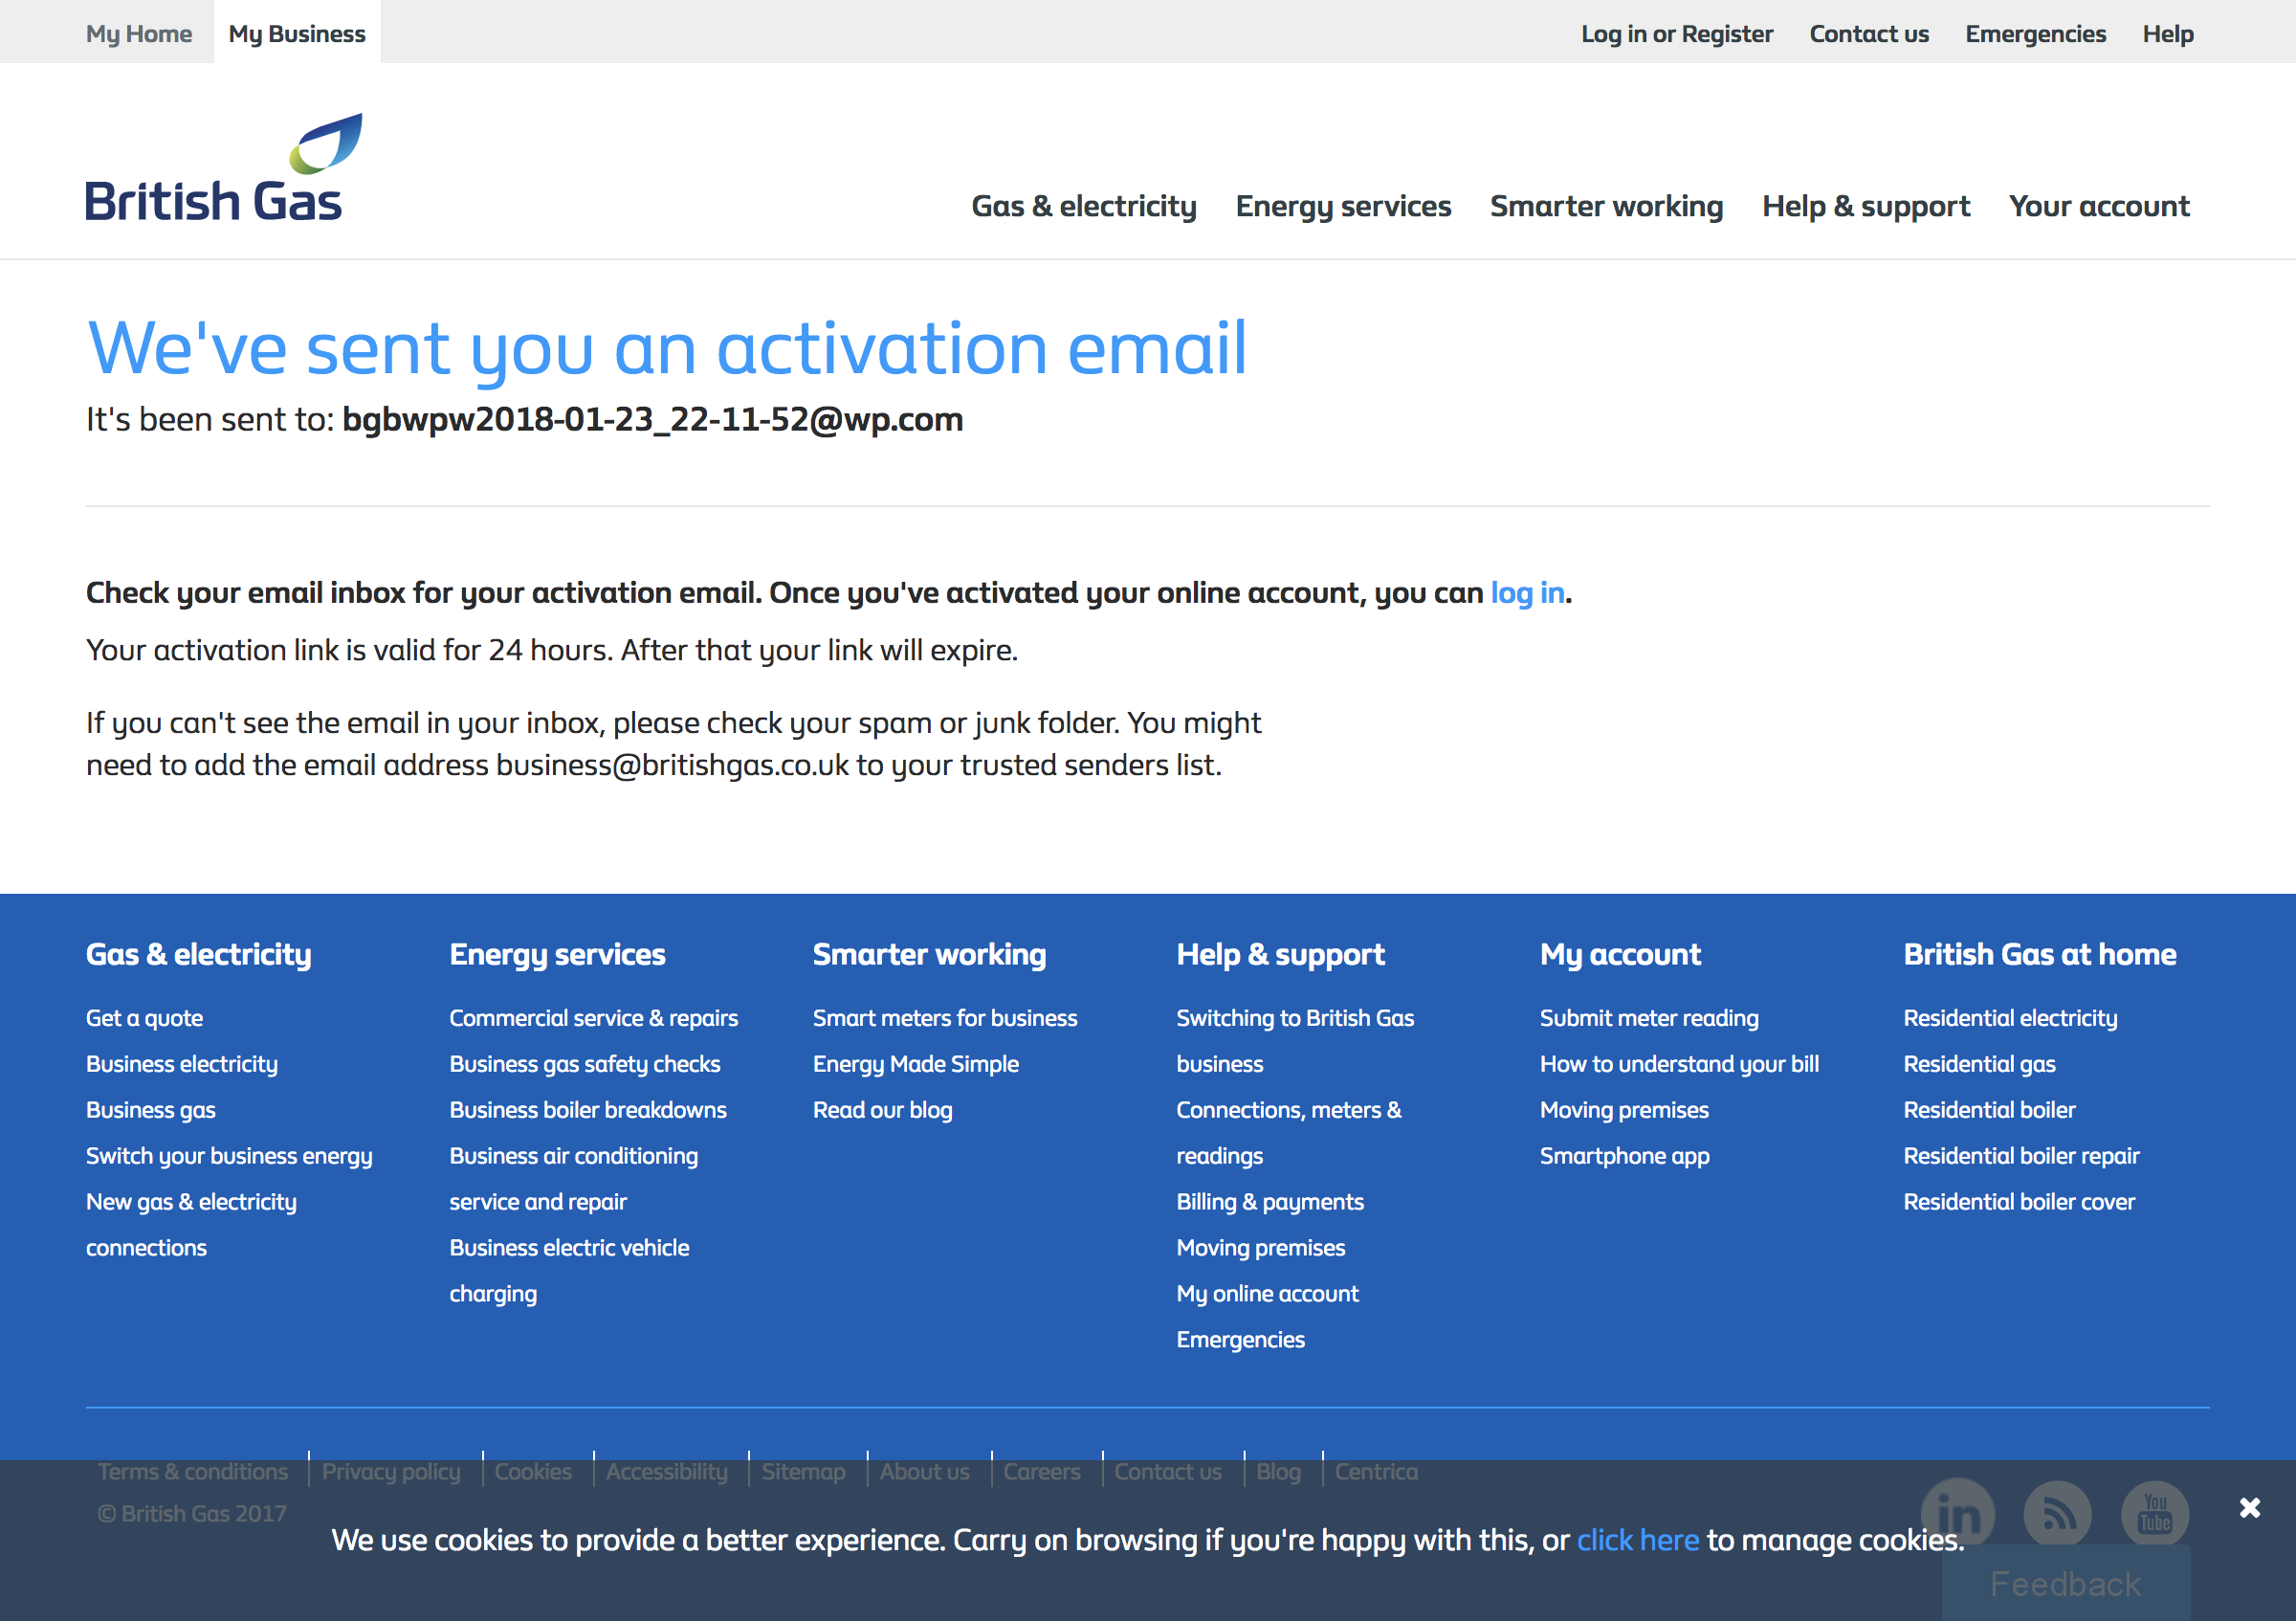 My Home My Business Log in or Register Contact us Emergencies Help
British Gas
Gas & electricity Energy services Smarter working Help & support Your account
We've sent you an activation email
It's been sent to: bgbwpw2018-01-23_22-11-52@wp.com
Check your email inbox for your activation email. Once you've activated your online account, you can log in.
Your activation link is valid for 24 hours. After that your link will expire.
If you can't see the email in your inbox, please check your spam or junk folder. You might
need to add the email address business@britishgas.co.uk to your trusted senders list.
Gas & electricity
Get a quote
Business electricity
Business gas
Switch your business energy
New gas & electricity
connections
Energy services
Commercial service & repairs
Business gas safety checks
Business boiler breakdowns
Business air conditioning
service and repair
Business electric vehicle
charging
Smarter working
Smart meters for business
Energy Made Simple
Read our blog
Help & support
Switching to British Gas
business
Connections, meters &
readings
Billing & payments
Moving premises
My online account
Emergencies
My account
Submit meter reading
How to understand your bill
Moving premises
Smartphone app
British Gas at home
Residential electricity
Residential gas
Residential boiler
Residential boiler repair
Residential boiler cover
Terms & conditions Privacy policy Cookies Accessibility Sitemap About us Careers Contact us Blog Centrica
© British Gas 2017
in
You
Tube
We use cookies to provide a better experience. Carry on browsing if you're happy with this, or click here to manage cookies.
Feedback